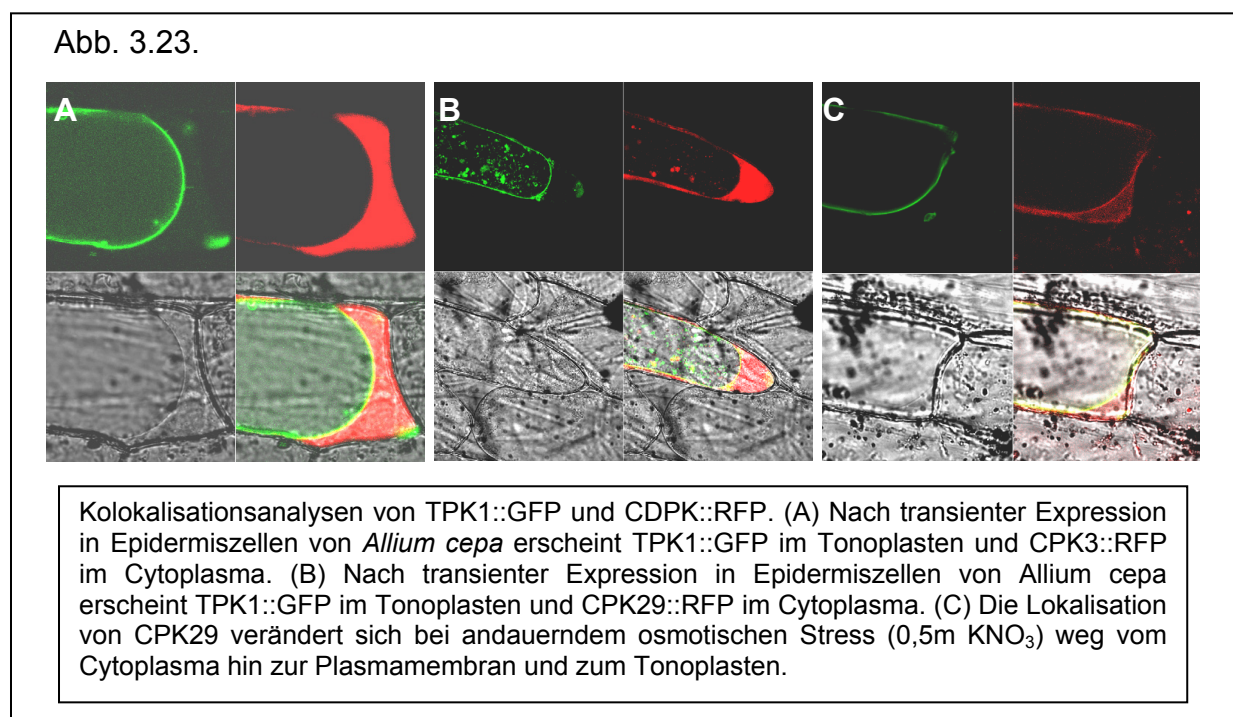 Abb. 3.23.
A
B
C
Kolokalisationsanalysen von TPK1::GFP und CDPK::RFP. (A) Nach transienter Expression
in Epidermiszellen von Allium cepa erscheint TPK1::GFP im Tonoplasten und CPK3::RFP
im Cytoplasma. (B) Nach transienter Expression in Epidermiszellen von Allium cepa
erscheint TPK1::GFP im Tonoplasten und CPK29::RFP im Cytoplasma. (C) Die Lokalisation
von CPK29 verändert sich bei andauerndem osmotischen Stress (0,5m KNO₃) weg vom
Cytoplasma hin zur Plasmamembran und zum Tonoplasten.